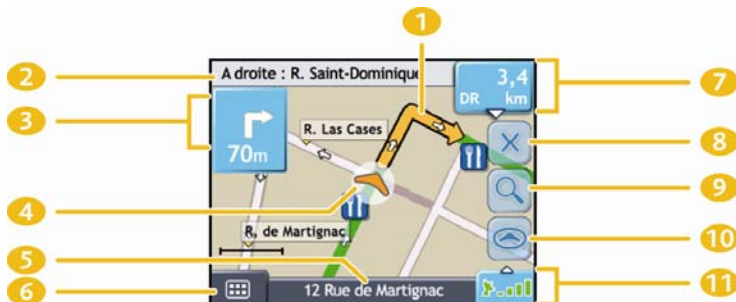 1
2
A droite : R. Saint-Dominique
3,4
DR km
7
3
70m
R. Las Cases
8
4
9
R. de Martignac
10
5
6
12 Rue de Martignac
11